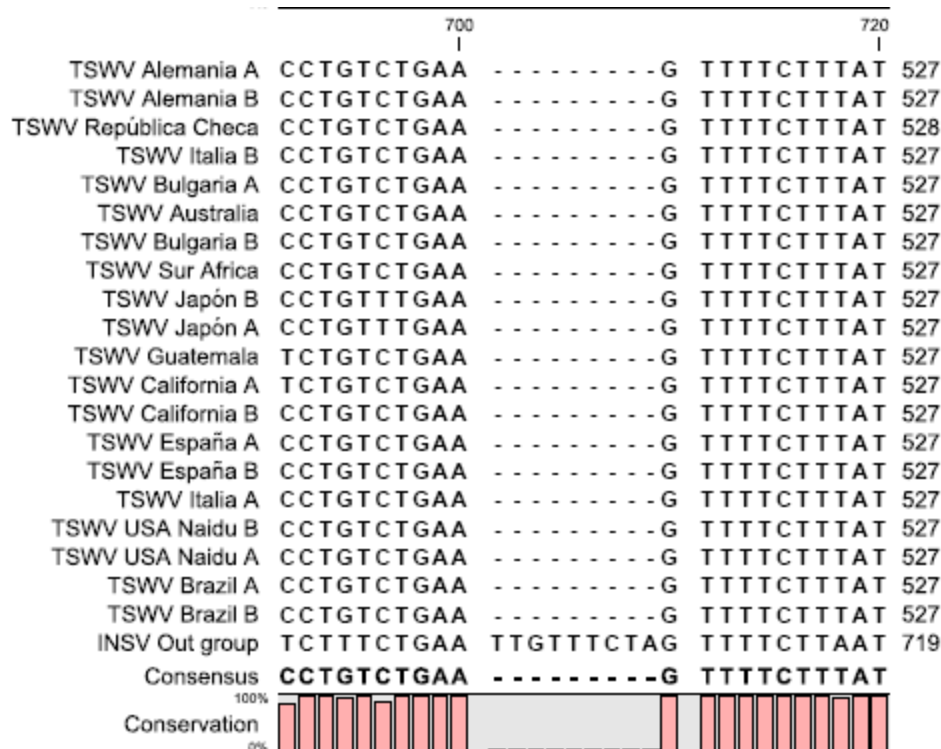 700 720
TSWV Alemania A CCTGTCTGAA - - - - - - - - - G TTTTCTTTAT 527
TSWV Alemania B CCTGTCTGAA - - - - - - - - - G TTTTCTTTAT 527
TSWV República Checa CCTGTCTGAA - - - - - - - - - G TTTTCTTTAT 528
TSWV Italia B CCTGTCTGAA - - - - - - - - - G TTTTCTTTAT 527
TSWV Bulgaria A CCTGTCTGAA - - - - - - - - - G TTTTCTTTAT 527
TSWV Australia CCTGTCTGAA - - - - - - - - - G TTTTCTTTAT 527
TSWV Bulgaria B CCTGTCTGAA - - - - - - - - - G TTTTCTTTAT 527
TSWV Sur Africa CCTGTCTGAA - - - - - - - - - G TTTTCTTTAT 527
TSWV Japón B CCTGTTTGAA - - - - - - - - - G TTTTCTTTAT 527
TSWV Japón A CCTGTTTGAA - - - - - - - - - G TTTTCTTTAT 527
TSWV Guatemala TCTGTCTGAA - - - - - - - - - G TTTTCTTTAT 527
TSWV California A TCTGTCTGAA - - - - - - - - - G TTTTCTTTAT 527
TSWV California B CCTGTCTGAA - - - - - - - - - G TTTTCTTTAT 527
TSWV España A CCTGTCTGAA - - - - - - - - - G TTTTCTTTAT 527
TSWV España B CCTGTCTGAA - - - - - - - - - G TTTTCTTTAT 527
TSWV Italia A CCTGTCTGAA - - - - - - - - - G TTTTCTTTAT 527
TSWV USA Naidu B CCTGTCTGAA - - - - - - - - - G TTTTCTTTAT 527
TSWV USA Naidu A CCTGTCTGAA - - - - - - - - - G TTTTCTTTAT 527
TSWV Brazil A CCTGTCTGAA - - - - - - - - - G TTTTCTTTAT 527
TSWV Brazil B CCTGTCTGAA - - - - - - - - - G TTTTCTTTAT 527
INSV Out group TCTTTCTGAA TTGTTTCTAG TTTTCTTAAT 719
Consensus CCTGTCTGAA - - - - - - - - - G TTTTCTTTAT
100%
Conservation
0%